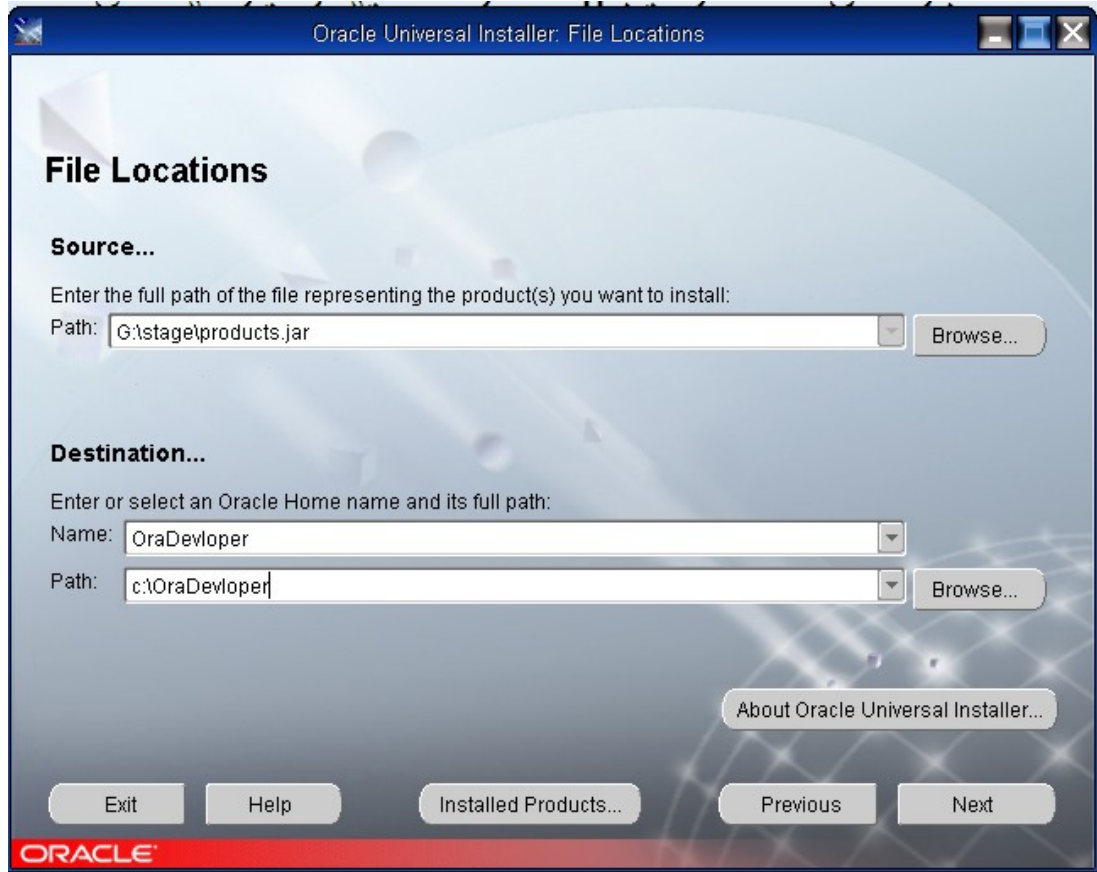 Oracle Universal Installer: File Locations
File Locations
Source...
Enter the full path of the file representing the product(s) you want to install:
Path: G:\stage\products.jar Browse...
Destination...
Enter or select an Oracle Home name and its full path:
Name: OraDevloper
Path: c:\OraDevloper Browse...
About Oracle Universal Installer...
Exit Help Installed Products... Previous Next
ORACLE